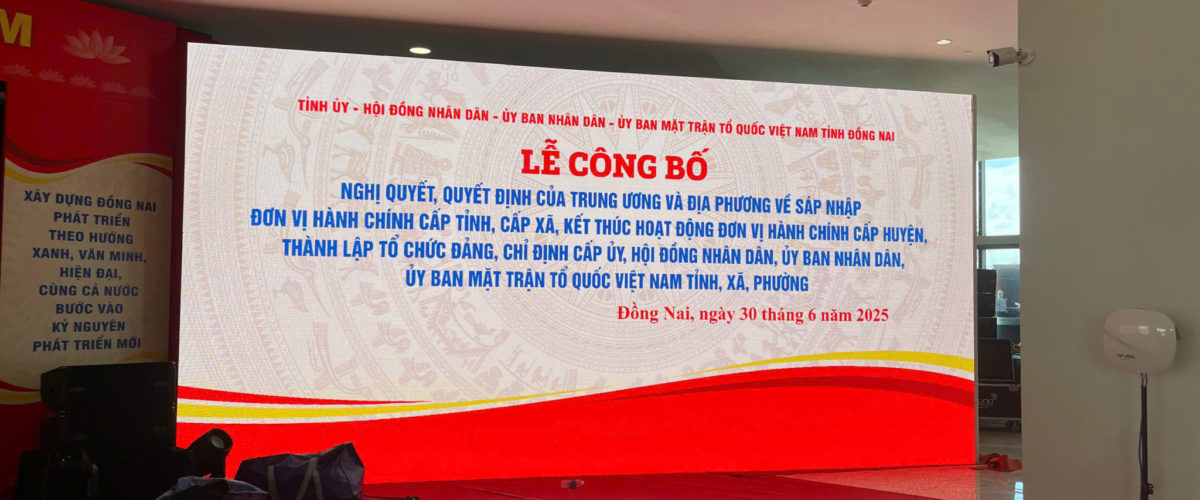 M
XÂY DỰNG ĐỒNG NAI
PHÁT TRIỂN
THEO HƯỚNG
XANH, VĂN MINH,
HIỆN ĐẠI,
CÙNG CẢ NƯỚC
BƯỚC VÀO
KỶ NGUYÊN
PHÁT TRIỂN MỚI
TỈNH ỦY - HỘI ĐỒNG NHÂN DÂN - ỦY BAN NHÂN DÂN - ỦY BAN MẶT TRẬN TỔ QUỐC VIỆT NAM TỈNH ĐỒNG NAI
LỄ CÔNG BỐ
NGHỊ QUYẾT, QUYẾT ĐỊNH CỦA TRUNG ƯƠNG VÀ ĐỊA PHƯƠNG VỀ SÁP NHẬP
ĐƠN VỊ HÀNH CHÍNH CẤP TỈNH, CẤP XÃ, KẾT THÚC HOẠT ĐỘNG ĐƠN VỊ HÀNH CHÍNH CẤP HUYỆN,
THÀNH LẬP TỔ CHỨC ĐẢNG, CHỈ ĐỊNH CẤP ỦY, HỘI ĐỒNG NHÂN DÂN, ỦY BAN NHÂN DÂN,
ỦY BAN MẶT TRẬN TỔ QUỐC VIỆT NAM TỈNH, XÃ, PHƯỜNG
Đồng Nai, ngày 30 tháng 6 năm 2025
aruba